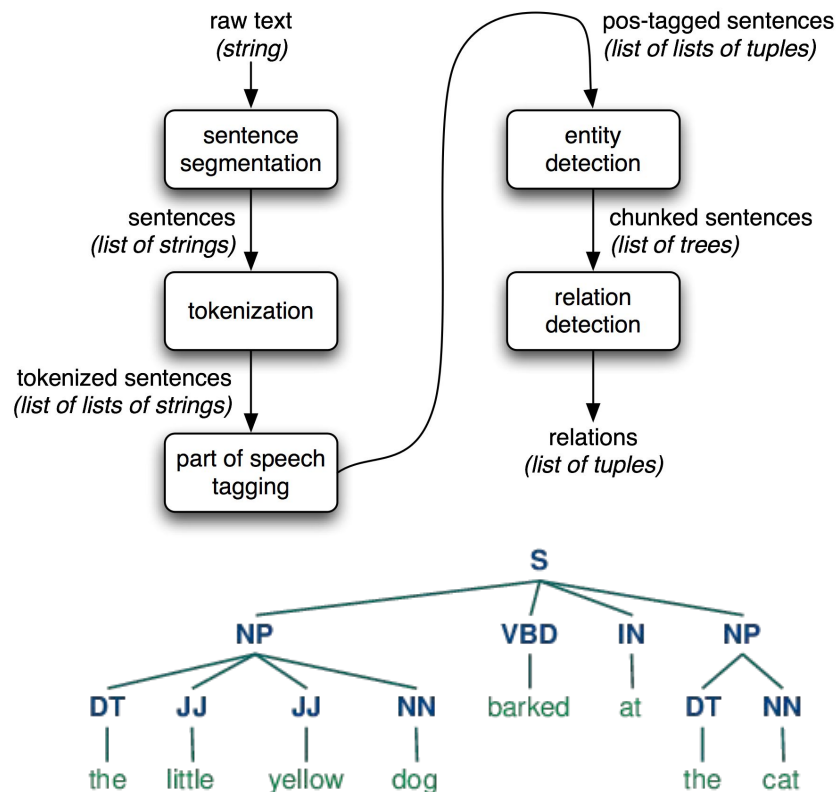 raw text
(string)
sentence
segmentation
sentences
(list of strings)
tokenization
tokenized sentences
(list of lists of strings)
part of speech
tagging
pos-tagged sentences
(list of lists of tuples)
entity
detection
chunked sentences
(list of trees)
relation
detection
relations
(list of tuples)
S
NP VBD IN NP
DT JJ JJ NN barked at DT NN
the little yellow dog the cat